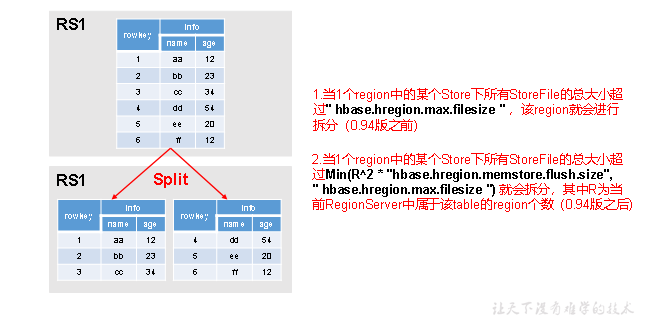 RS1
rowkey info
name age
1 aa 12
2 bb 23
3 cc 34
4 dd 54
5 ee 20
6 ff 12
Split
RS1
rowkey info
name age
1 aa 12
2 bb 23
3 cc 34
rowkey info
name age
4 dd 54
5 ee 20
6 ff 12
1.当1个region中的某个Store下所有StoreFile的总大小超
过" hbase.hregion.max.filesize "，该region就会进行
拆分（0.94版之前）
2.当1个region中的某个Store下所有StoreFile的总大小超
过Min(R^2 * "hbase.hregion.memstore.flush.size",
" hbase.hregion.max.filesize ") 就会拆分，其中R为当
前RegionServer中属于该table的region个数（0.94版之后）
让天下没有难学的技术